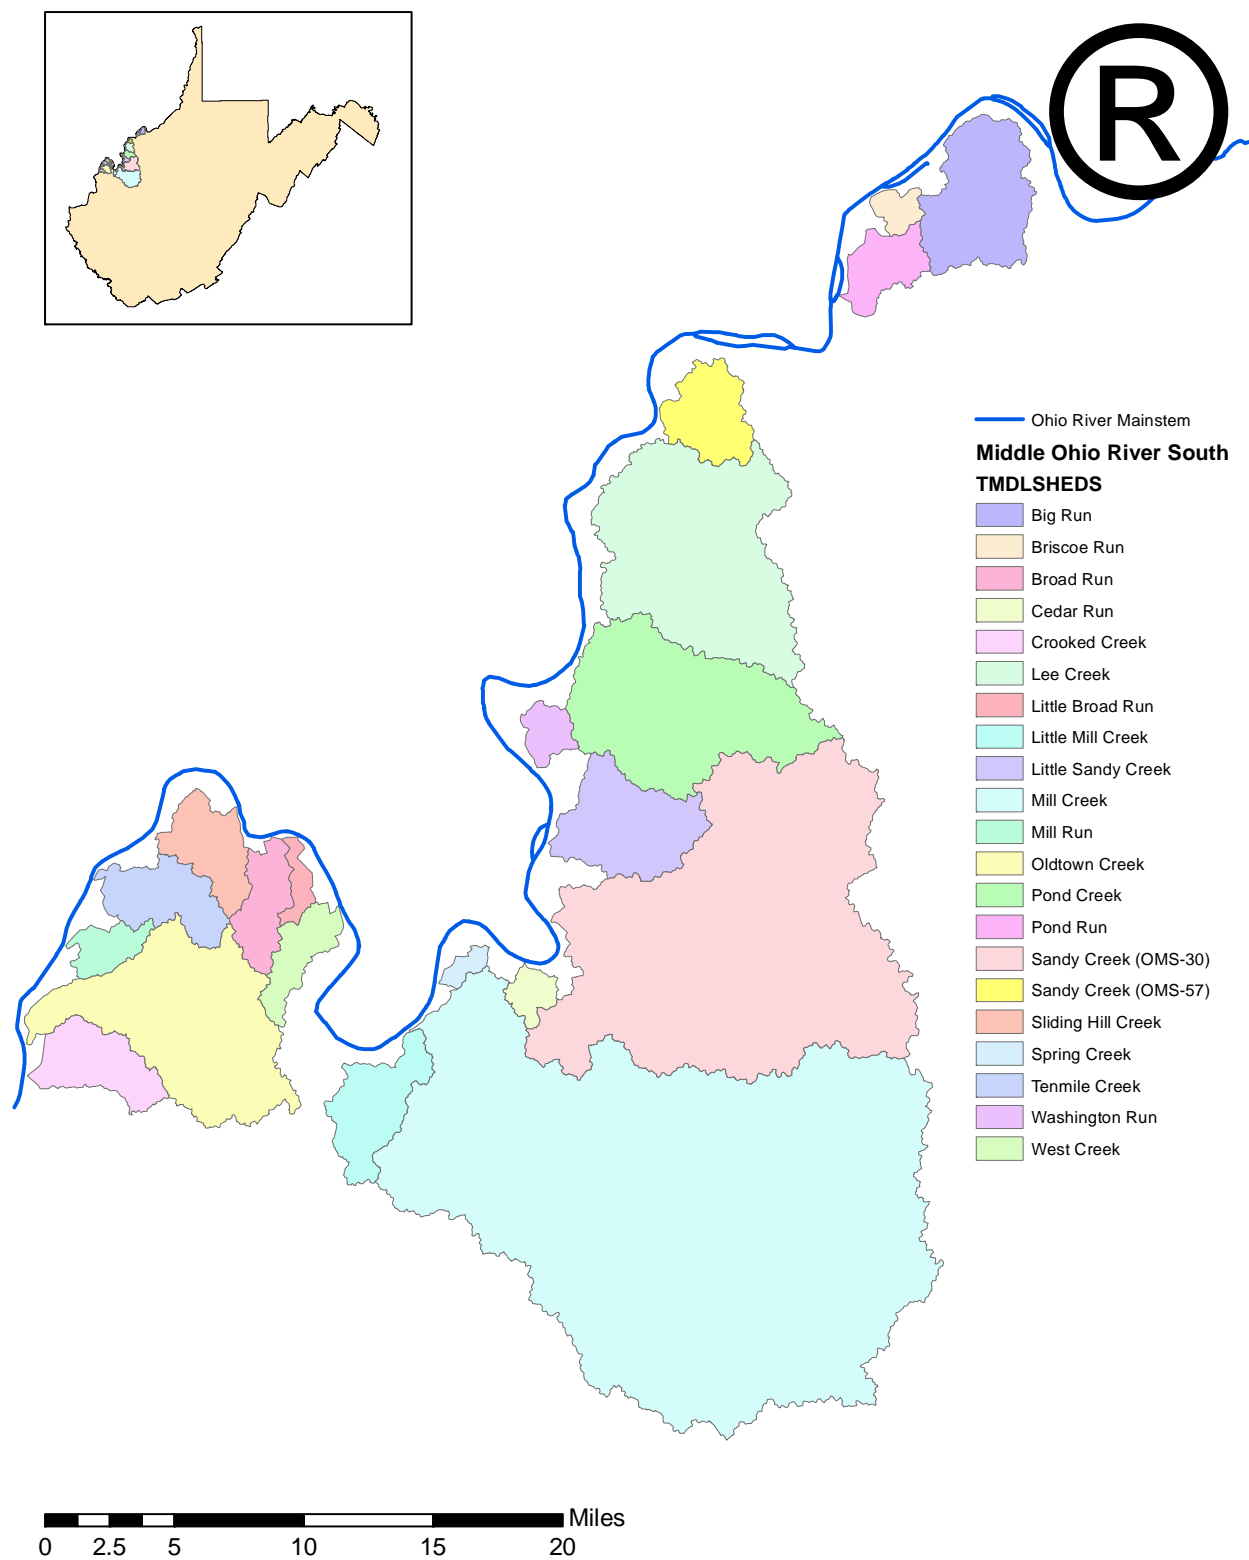 R
Ohio River Mainstem
Middle Ohio River South
TMDLSHEDS
Big Run
Briscoe Run
Broad Run
Cedar Run
Crooked Creek
Lee Creek
Little Broad Run
Little Mill Creek
Little Sandy Creek
Mill Creek
Mill Run
Oldtown Creek
Pond Creek
Pond Run
Sandy Creek (OMS-30)
Sandy Creek (OMS-57)
Sliding Hill Creek
Spring Creek
Tenmile Creek
Washington Run
West Creek
Miles
0 2.5 5 10 15 20